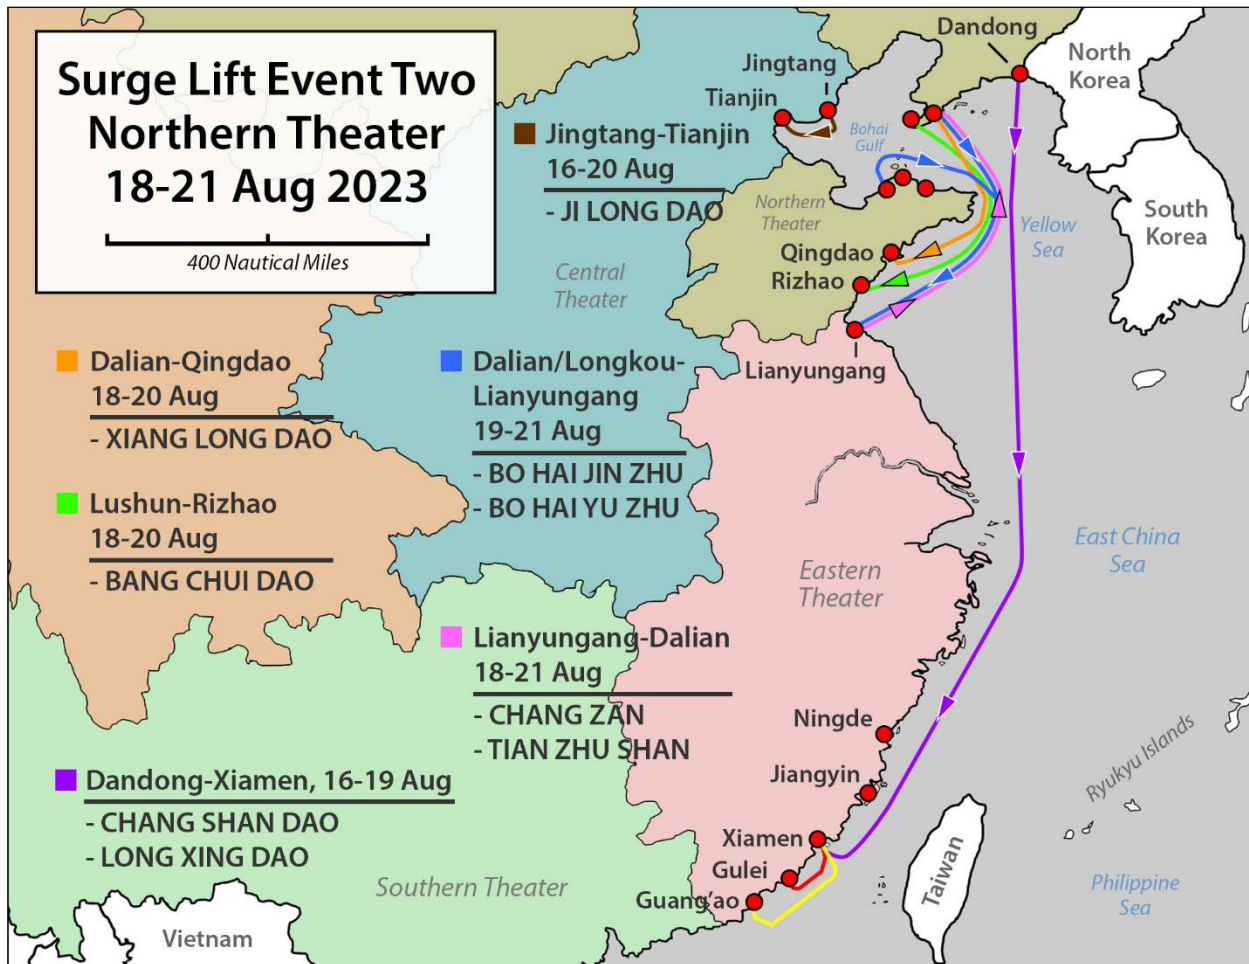 Surge Lift Event Two
Northern Theater
18-21 Aug 2023
400 Nautical Miles
Dandong
North
Korea
Jingtang
Tianjin
Bohai
Gulf
Jingtang-Tianjin
16-20 Aug
- JI LONG DAO
Northern
Theater
South
Korea
Yellow
Sea
Qingdao
Rizhao
Central
Theater
Lianyungang
Dalian-Qingdao
18-20 Aug
- XIANG LONG DAO
Dalian/Longkou-
Lianyungang
19-21 Aug
- BO HAI JIN ZHU
- BO HAI YU ZHU
Lushun-Rizhao
18-20 Aug
- BANG CHUI DAO
East China
Sea
Eastern
Theater
Lianyungang-Dalian
18-21 Aug
- CHANG ZAN
- TIAN ZHU SHAN
Ningde
Jiangyin
Ryukyu Islands
Dandong-Xiamen, 16-19 Aug
- CHANG SHAN DAO
- LONG XING DAO
Xiamen
Gulei
Guang'ao
Taiwan
Southern Theater
Philippine
Sea
Vietnam